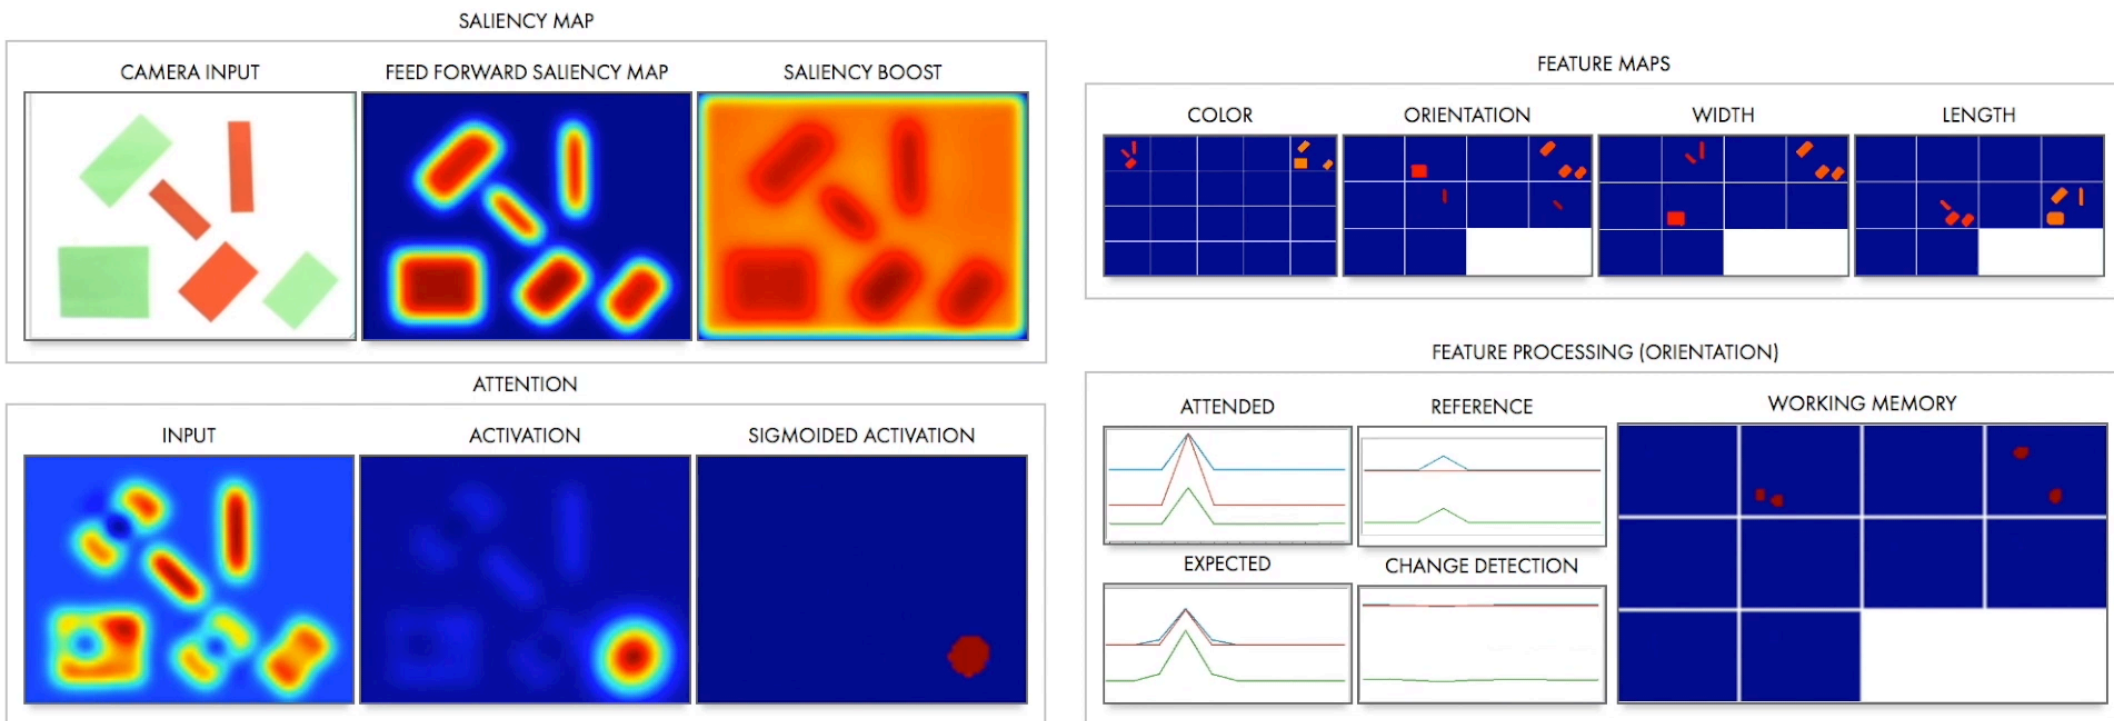 SALIENCY MAP
CAMERA INPUT
FEED FORWARD SALIENCY MAP
SALIENCY BOOST
ATTENTION
INPUT
ACTIVATION
SIGMOIDED ACTIVATION
FEATURE MAPS
COLOR
ORIENTATION
WIDTH
LENGTH
FEATURE PROCESSING (ORIENTATION)
ATTENDED
REFERENCE
WORKING MEMORY
EXPECTED
CHANGE DETECTION